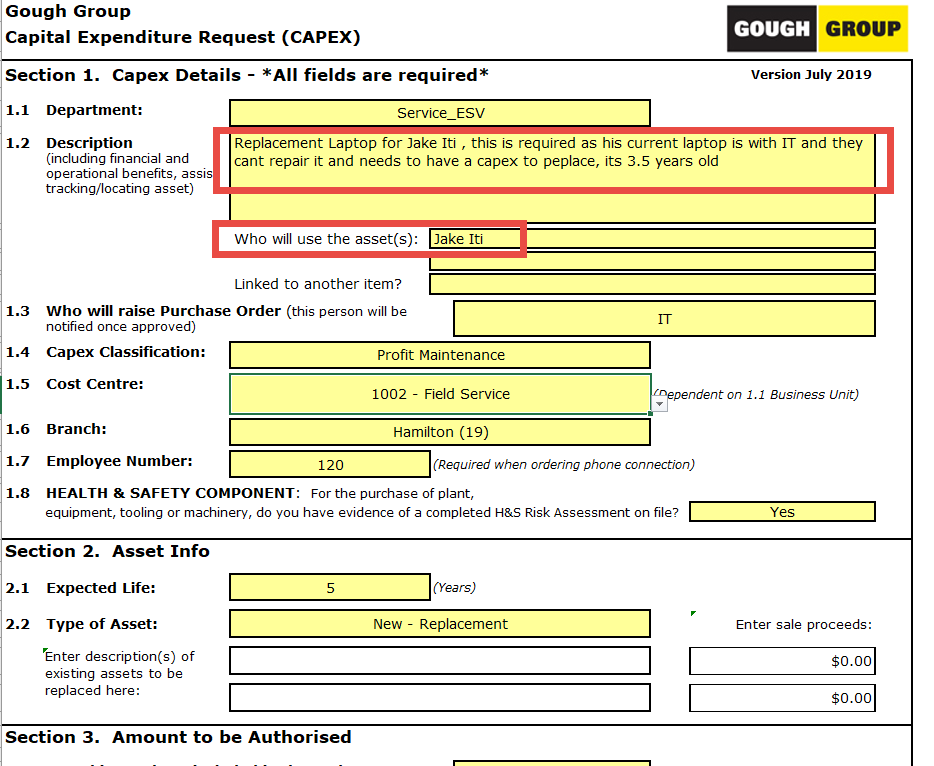 Gough Group
Capital Expenditure Request (CAPEX)
GOUGH GROUP
Section 1. Capex Details - *All fields are required*
Version July 2019
1.1 Department: Service_ESV
1.2 Description
(including financial and
operational benefits, assis
tracking/locating asset)
Replacement Laptop for Jake Iti , this is required as his current laptop is with IT and they
cant repair it and needs to have a capex to peplace, its 3.5 years old
Who will use the asset(s): Jake Iti
Linked to another item?
1.3 Who will raise Purchase Order (this person will be
notified once approved)
IT
1.4 Capex Classification: Profit Maintenance
1.5 Cost Centre: 1002 - Field Service (Dependent on 1.1 Business Unit)
1.6 Branch: Hamilton (19)
1.7 Employee Number: 120 (Required when ordering phone connection)
1.8 HEALTH & SAFETY COMPONENT: For the purchase of plant,
equipment, tooling or machinery, do you have evidence of a completed H&S Risk Assessment on file? Yes
Section 2. Asset Info
2.1 Expected Life: 5 (Years)
2.2 Type of Asset: New - Replacement Enter sale proceeds:
Enter description(s) of
existing assets to be
replaced here:
$0.00
$0.00
Section 3. Amount to be Authorised